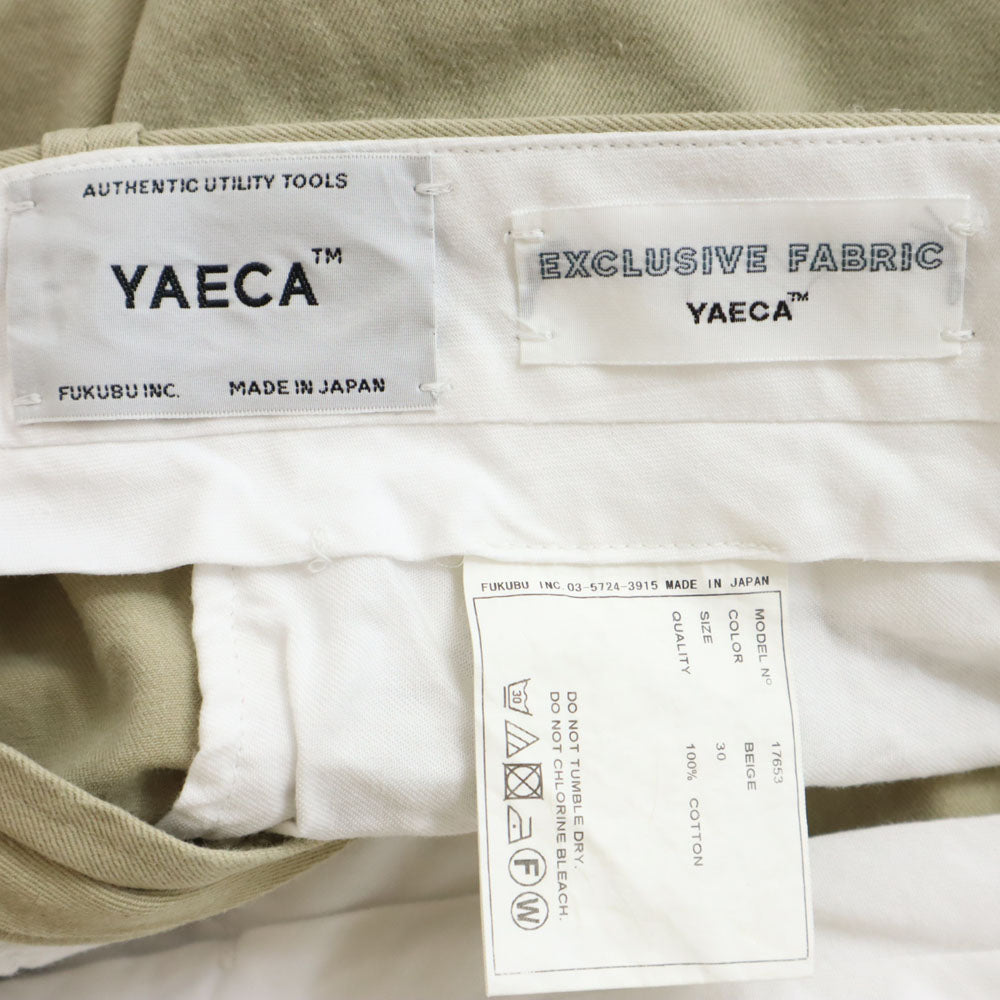 AUTHENTIC UTILITY TOOLS
YAECA™
FUKUBU INC. MADE IN JAPAN
EXCLUSIVE FABRIC
YAECA™
FUKUBU INC. 03-5724-3915 MADE IN JAPAN
MODEL Nº 17653
COLOR BEIGE
SIZE 30
QUALITY 100% COTTON
DO NOT TUMBLE DRY.
DO NOT CHLORINE BLEACH.
30
F
W